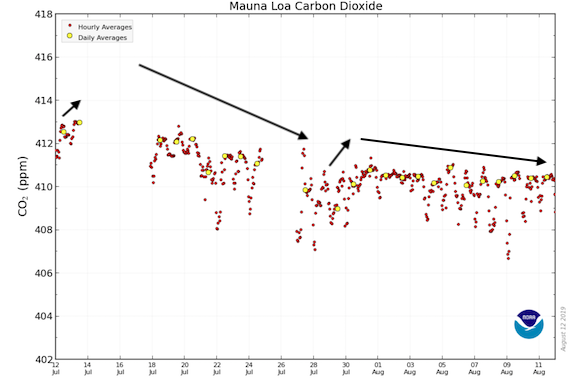 Mauna Loa Carbon Dioxide
418
416
414
412
410
408
406
404
402
CO₂ (ppm)
Hourly Averages
Daily Averages
NOAA
12 14 16 18 20 22 24 26 28 30 01 03 05 07 09 11
Jul Jul Jul Jul Jul Jul Jul Jul Jul Jul Aug Aug Aug Aug Aug Aug
August 12 2019